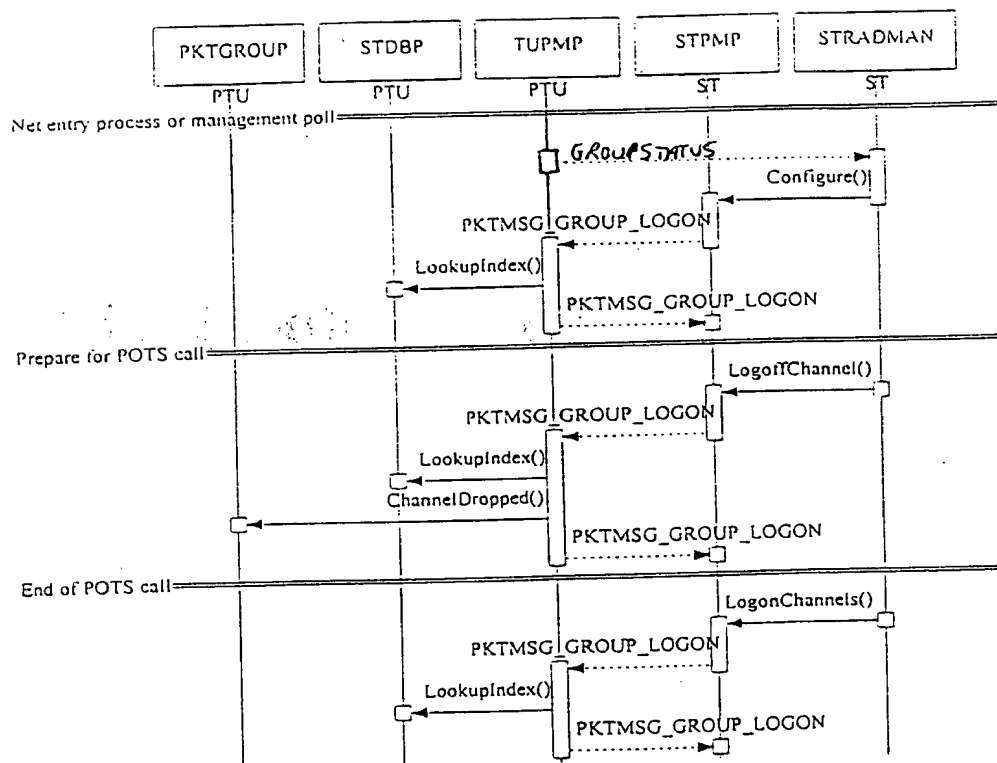 PKTGROUP STDBP TUPMP STPMP STRADMAN
PTU PTU PTU ST ST
Net entry process or management poll
GROUPSTATUS
Configure()
PKTMSG_GROUP_LOGON
LookupIndex()
PKTMSG_GROUP_LOGON
Prepare for POTS call
LogoffChannel()
PKTMSG_GROUP_LOGON
LookupIndex()
ChannelDropped()
PKTMSG_GROUP_LOGON
End of POTS call
LogonChannels()
PKTMSG_GROUP_LOGON
LookupIndex()
PKTMSG_GROUP_LOGON